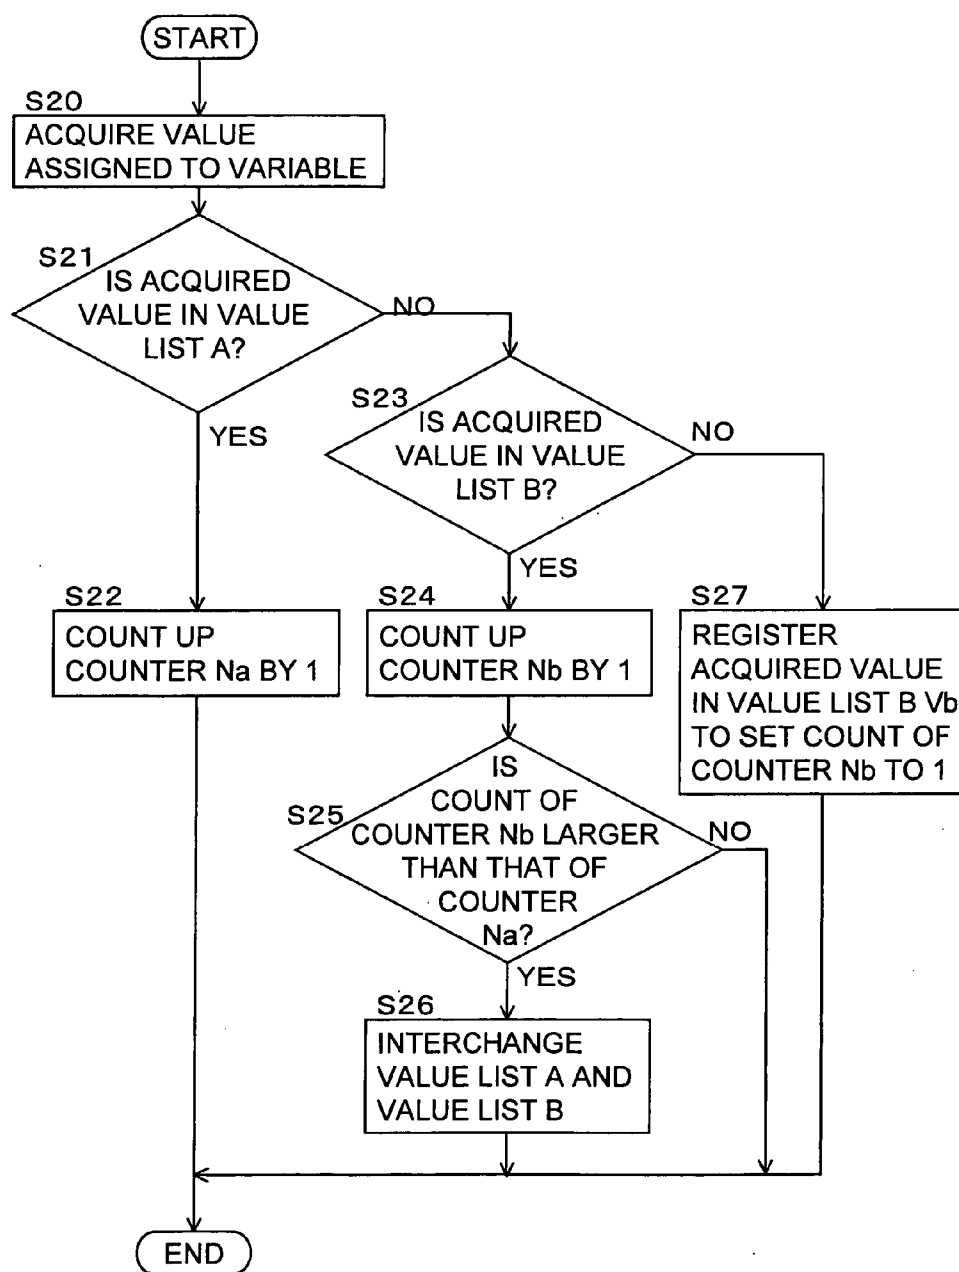 START
S20
ACQUIRE VALUE
ASSIGNED TO VARIABLE
S21
IS ACQUIRED
VALUE IN VALUE
LIST A?
NO
YES
S23
IS ACQUIRED
VALUE IN VALUE
LIST B?
NO
YES
S22
COUNT UP
COUNTER Na BY 1
S24
COUNT UP
COUNTER Nb BY 1
S27
REGISTER
ACQUIRED VALUE
IN VALUE LIST B Vb
TO SET COUNT OF
COUNTER Nb TO 1
S25
IS
COUNT OF
COUNTER Nb LARGER
THAN THAT OF
COUNTER
Na?
NO
YES
S26
INTERCHANGE
VALUE LIST A AND
VALUE LIST B
END